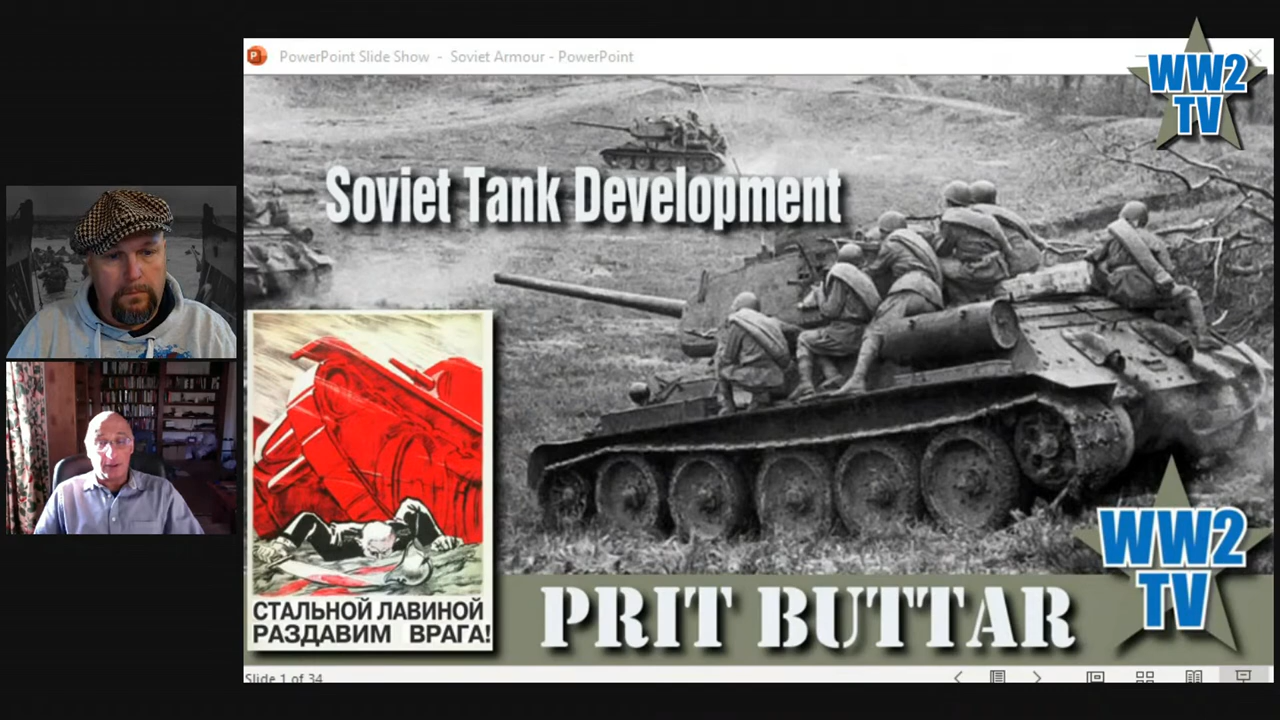 PowerPoint Slide Show - Soviet Armour - PowerPoint
WW2
TV
Soviet Tank Development
СТАЛЬНОЙ ЛАВИНОЙ
РАЗДАВИМ ВРАГА!
PRIT BUTTAR
WW2
TV
Slide 1 of 34